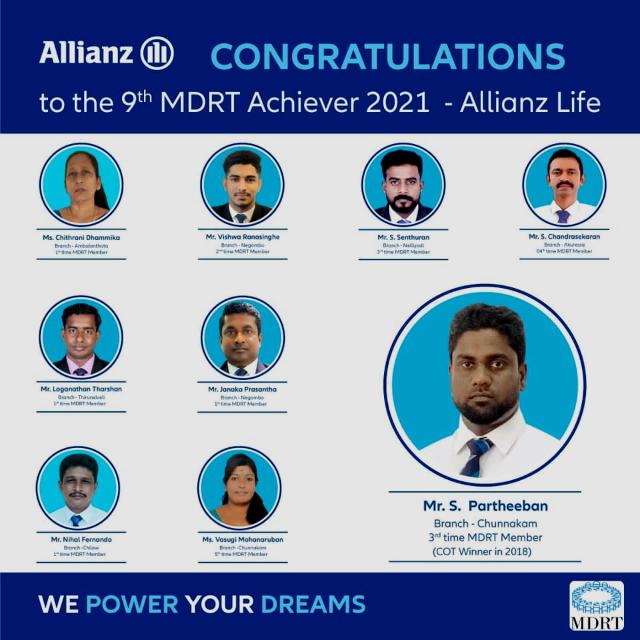 Allianz
CONGRATULATIONS
to the 9th MDRT Achiever 2021 - Allianz Life
Ms. Chithrani Dhammika
Branch - Ambalanthota
1st time MDRT Member
Mr. Vishwa Ranasinghe
Branch - Negombo
2nd time MDRT Member
Mr. S. Senthuran
Branch - Nelliyadi
3rd time MDRT Member
Mr. S. Chandrasekaran
Branch - Akuressa
04th time MDRT Member
Mr. Loganathan Tharshan
Branch - Thirunelveli
1st time MDRT Member
Mr. Janaka Prasantha
Branch - Negombo
1st time MDRT Member
Mr. S. Partheeban
Branch - Chunnakam
3rd time MDRT Member
(COT Winner in 2018)
Mr. Nihal Fernando
Branch -Chilaw
1st time MDRT Member
Ms. Vasugi Mohanaruban
Branch -Chunnakam
5th time MDRT Member
WE POWER YOUR DREAMS
MDRT